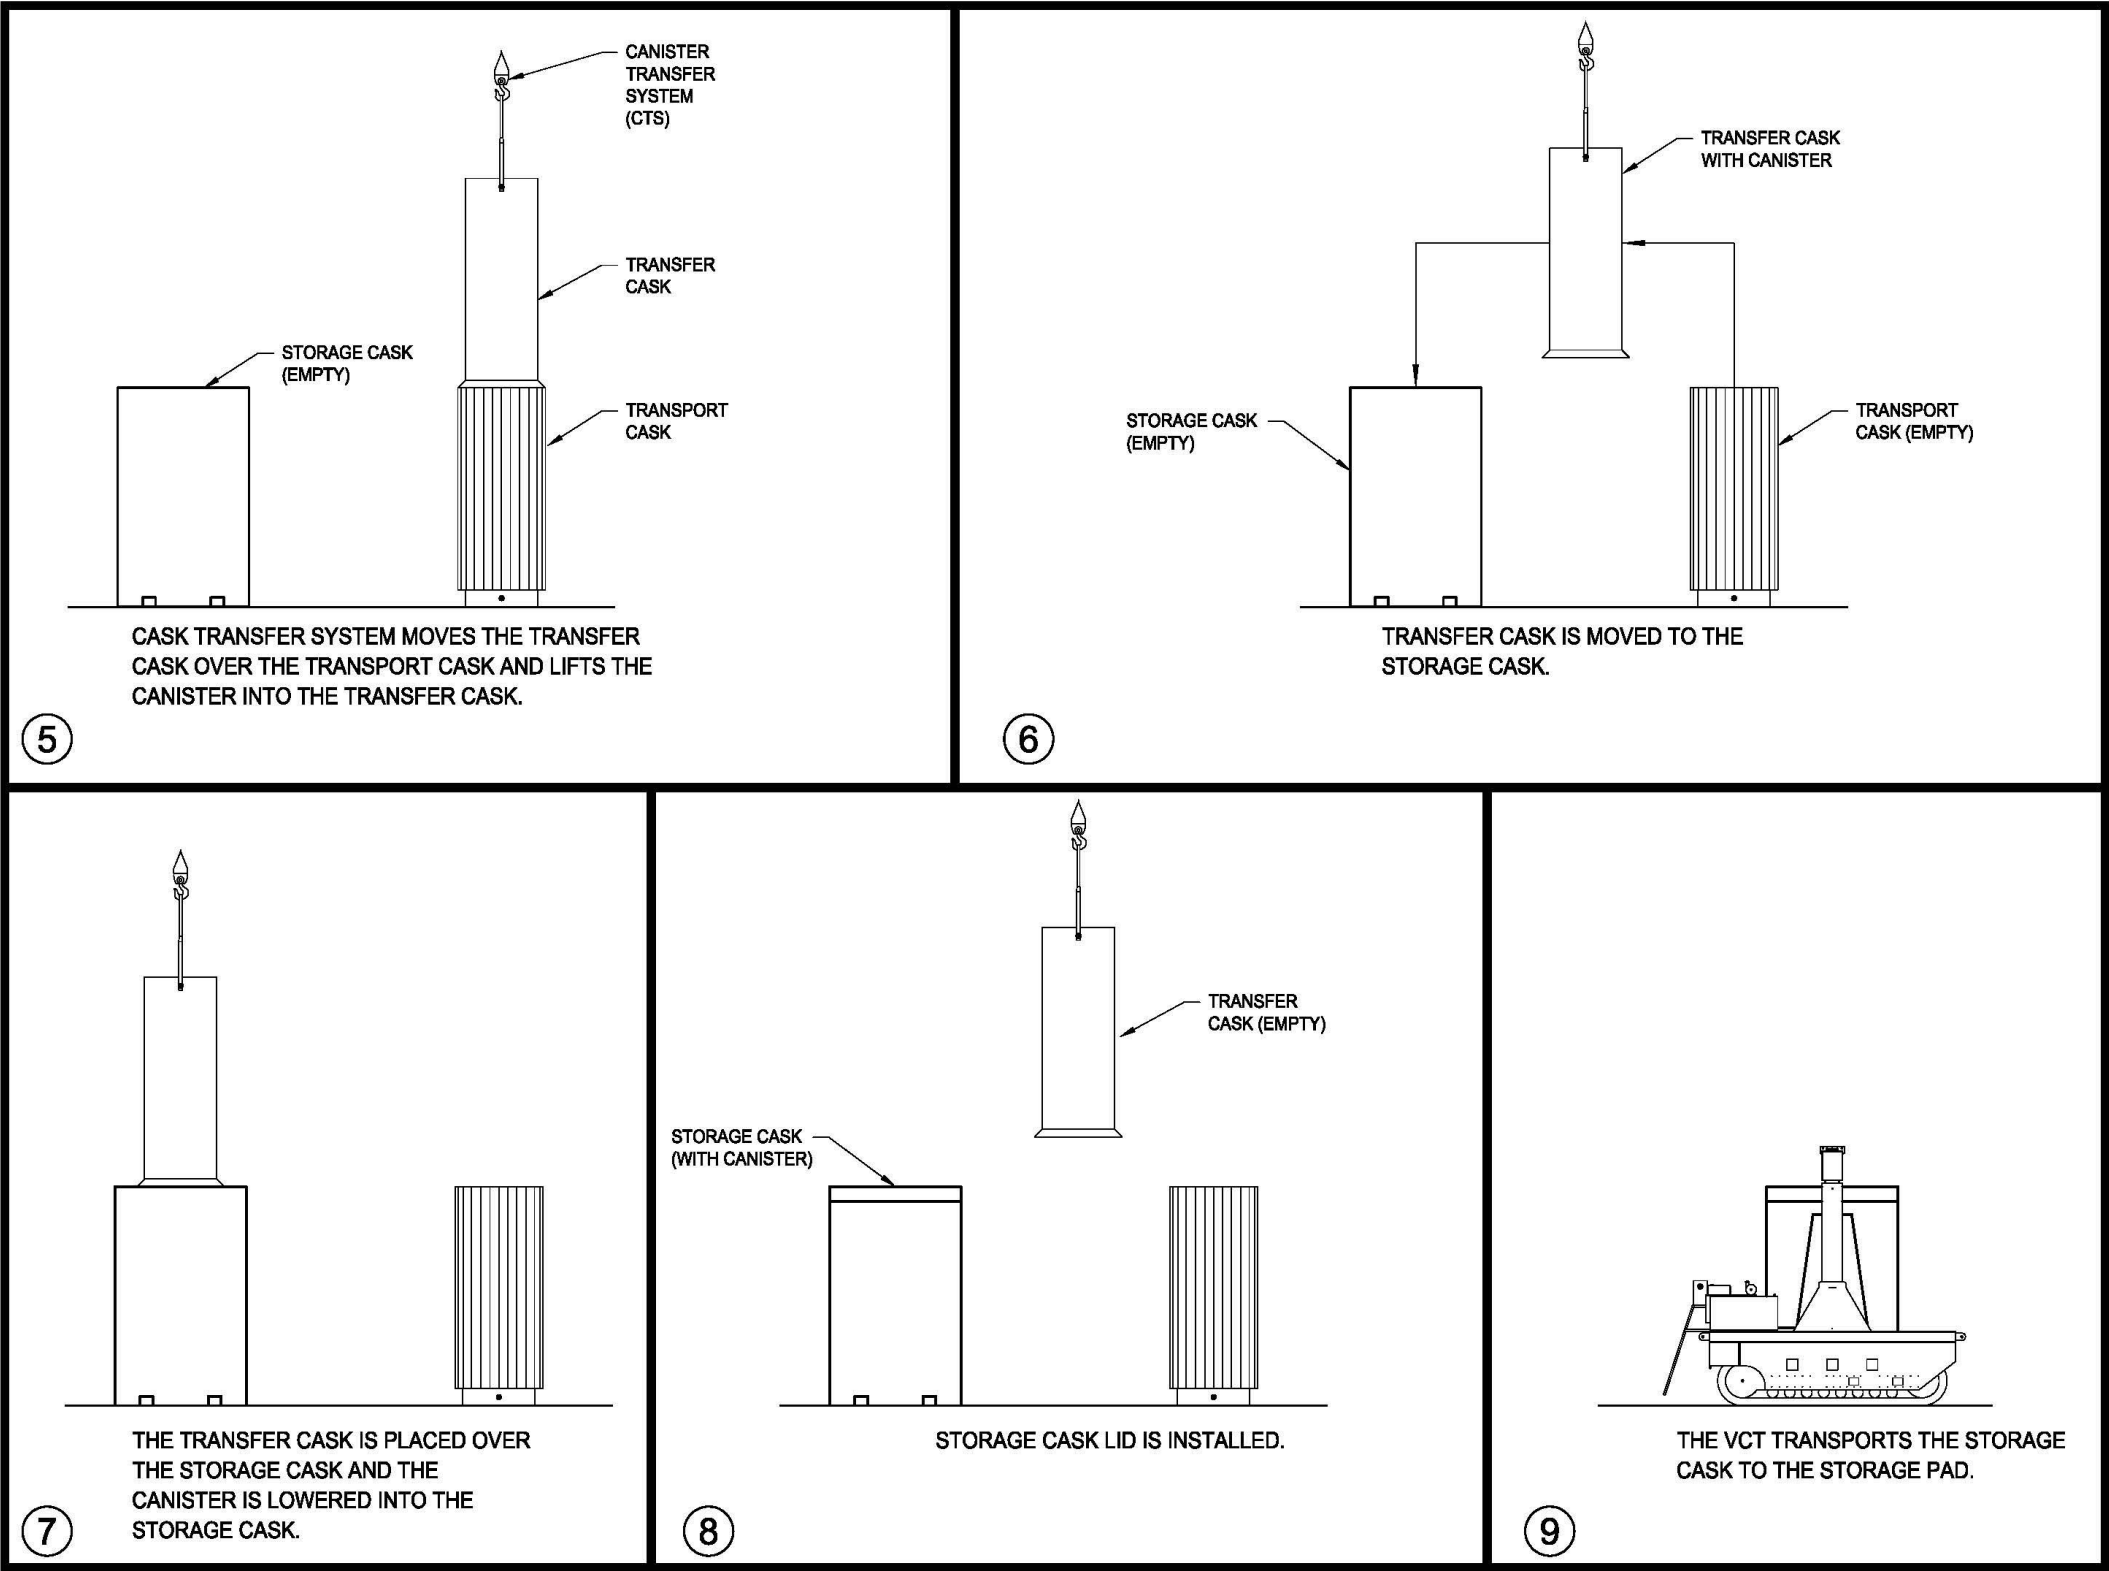 CANISTER
TRANSFER
SYSTEM
(CTS)
TRANSFER
CASK
STORAGE CASK
(EMPTY)
TRANSPORT
CASK
CASK TRANSFER SYSTEM MOVES THE TRANSFER
CASK OVER THE TRANSPORT CASK AND LIFTS THE
CANISTER INTO THE TRANSFER CASK.
5
TRANSFER CASK
WITH CANISTER
STORAGE CASK
(EMPTY)
TRANSPORT
CASK (EMPTY)
TRANSFER CASK IS MOVED TO THE
STORAGE CASK.
6
THE TRANSFER CASK IS PLACED OVER
THE STORAGE CASK AND THE
CANISTER IS LOWERED INTO THE
STORAGE CASK.
7
TRANSFER
CASK (EMPTY)
STORAGE CASK
(WITH CANISTER)
STORAGE CASK LID IS INSTALLED.
8
THE VCT TRANSPORTS THE STORAGE
CASK TO THE STORAGE PAD.
9